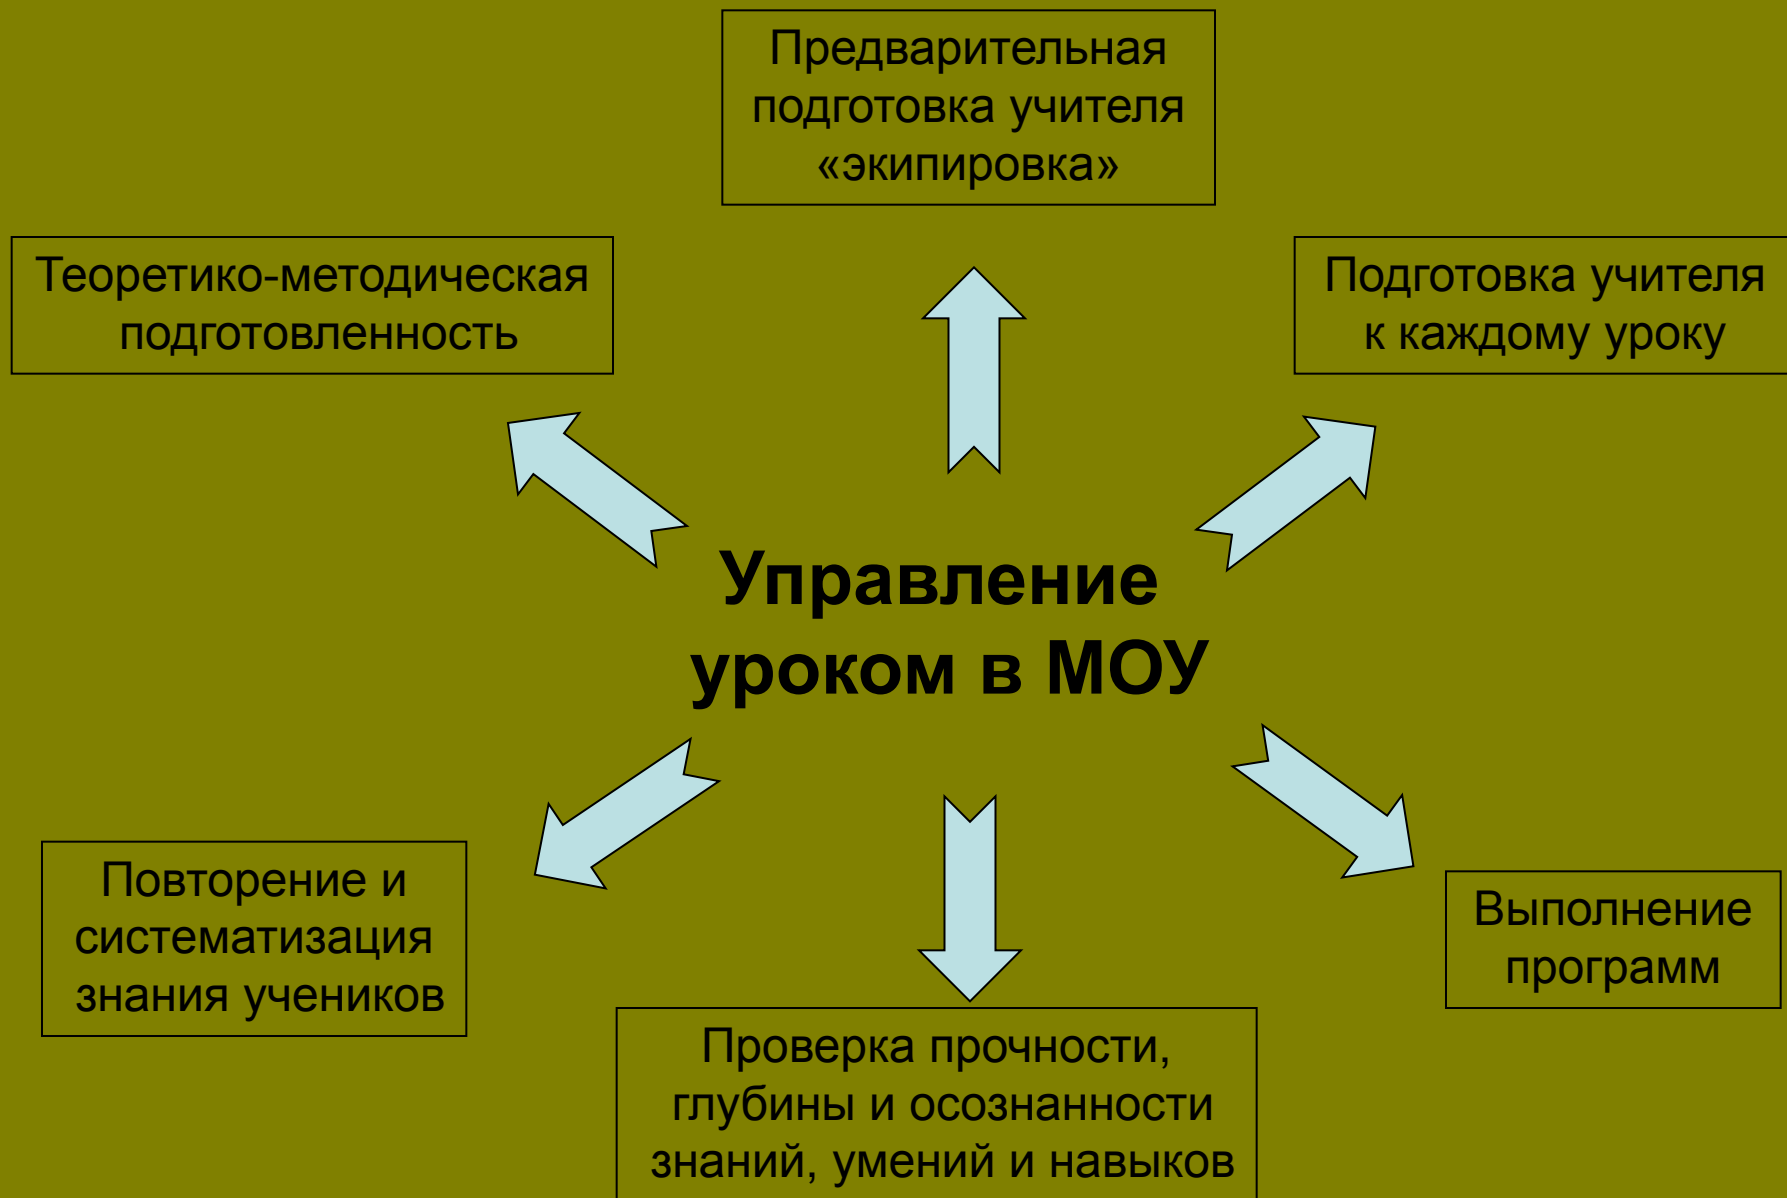 Предварительная
подготовка учителя
«экипировка»
Теоретико-методическая
подготовленность
Подготовка учителя
к каждому уроку
Управление
уроком в МОУ
Повторение и
систематизация
знания учеников
Проверка прочности,
глубины и осознанности
знаний, умений и навыков
Выполнение
программ